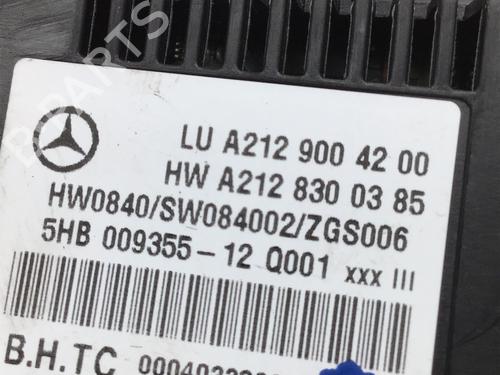 B-PARTS
LU A212 900 42 00
HW A212 830 03 85
HW0840/SW084002/ZGS006
5HB 009355-12 Q001 xxx III
B.H.TC